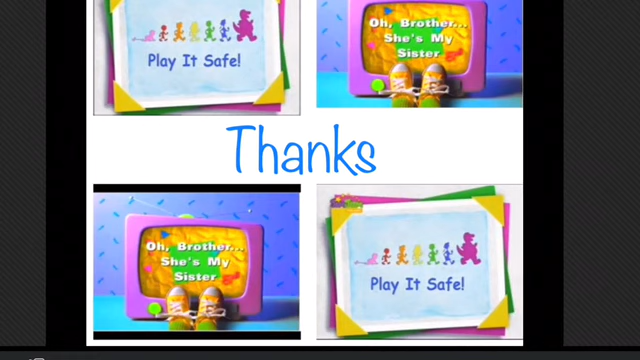 Play It Safe!
Oh, Brother...
She's My
Sister
Thanks
Oh, Brother...
She's My
Sister
Play It Safe!